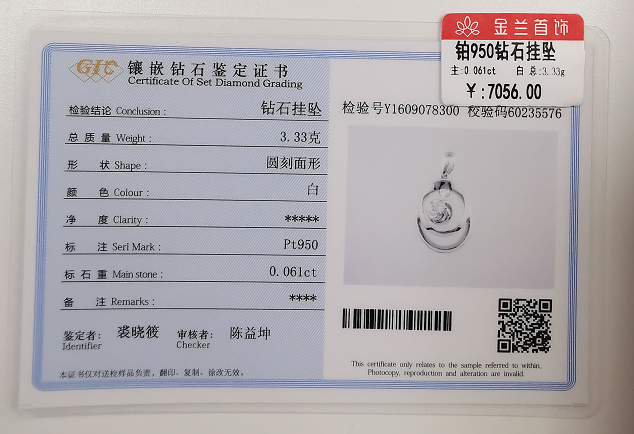 金兰首饰
铂950钻石挂坠
主:0.061ct 白 总:3.33g
¥:7056.00
GIC 镶嵌钻石鉴定证书
Certificate Of Set Diamond Grading
检验结论 Conclusion: 钻石挂坠
总质量 Weight: 3.33克
形状 Shape: 圆刻面形
颜色 Colour: 白
净度 Clarity: *****
标注 Serl Mark: Pt950
标石重 Main stone: 0.061ct
备注 Remarks: ****
鉴定者: 裘晓筱 审核者: 陈益坤
Identifier Checker
本证书仅对送检样品负责，翻印、复制、涂改无效。
检验号Y1609078300 校验码60235576
This certificate only relates to the sample referred to within.
Photocopy, reproduction and alteration are invalid.